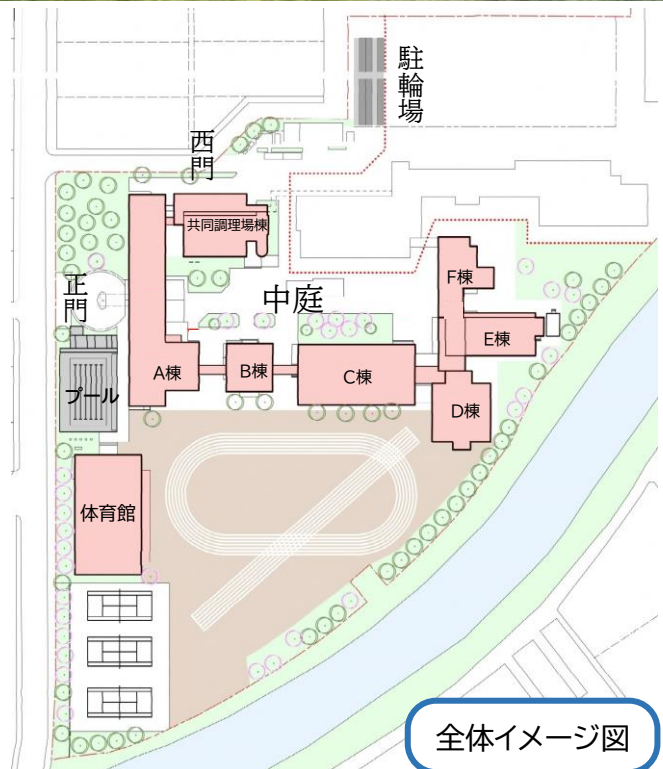 駐輪場
西門
共同調理場棟
正門
中庭
F棟
E棟
プール
A棟
B棟
C棟
D棟
体育館
全体イメージ図